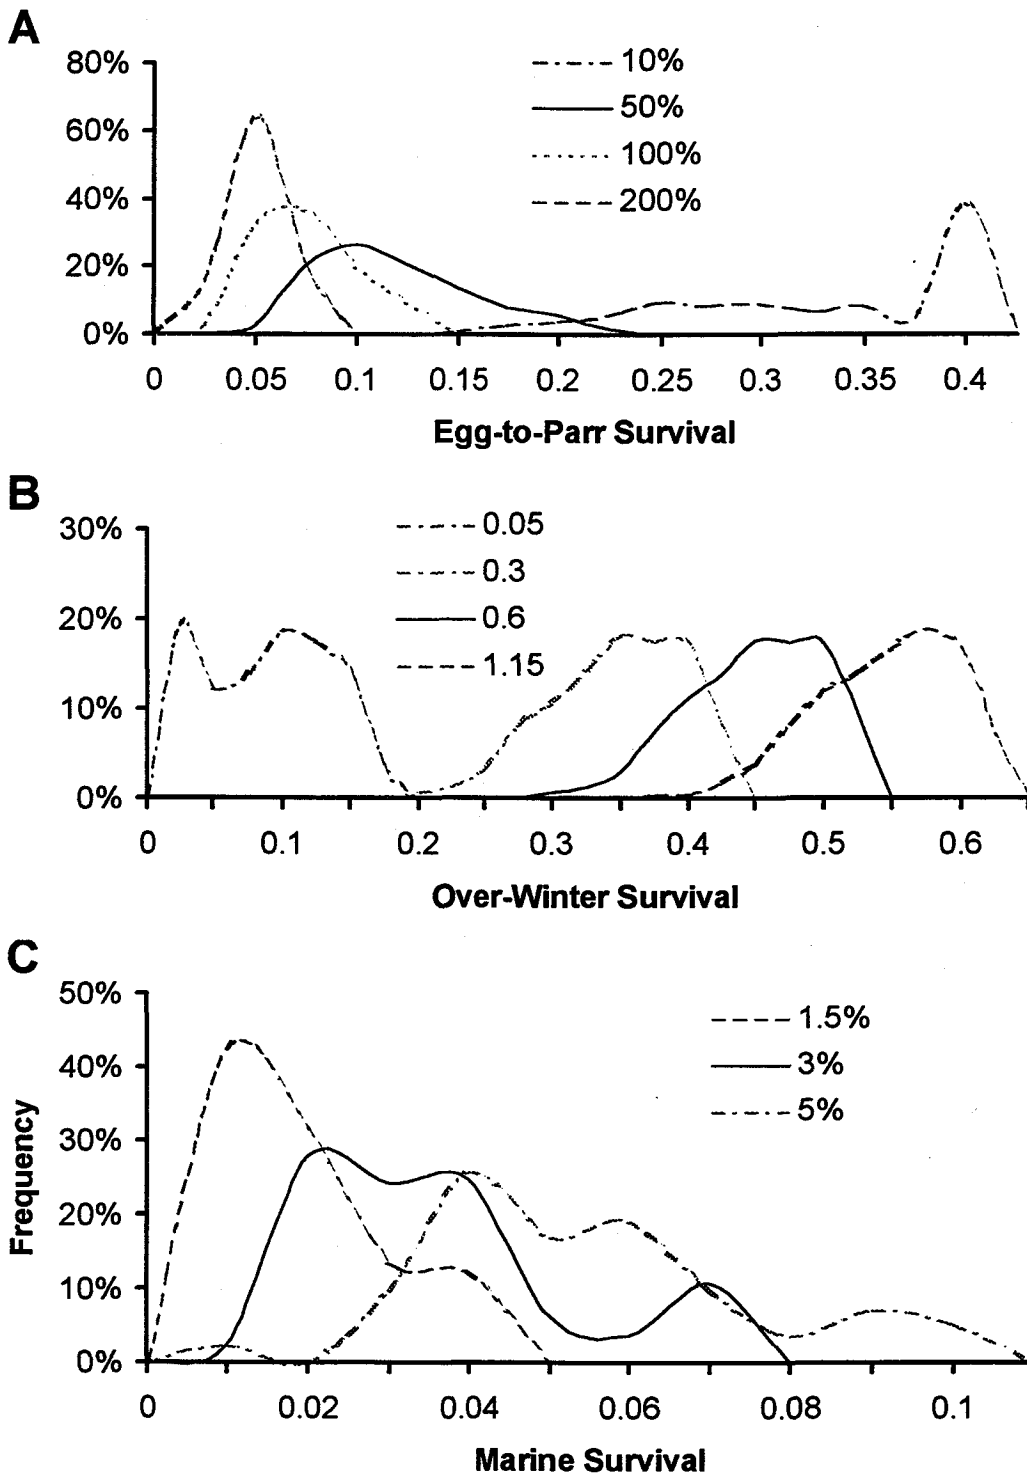 A
80%
60%
40%
20%
0%
10%
50%
100%
200%
0 0.05 0.1 0.15 0.2 0.25 0.3 0.35 0.4
Egg-to-Parr Survival
B
30%
20%
10%
0%
0.05
0.3
0.6
1.15
0 0.1 0.2 0.3 0.4 0.5 0.6
Over-Winter Survival
C
50%
40%
30%
20%
10%
0%
Frequency
1.5%
3%
5%
0 0.02 0.04 0.06 0.08 0.1
Marine Survival